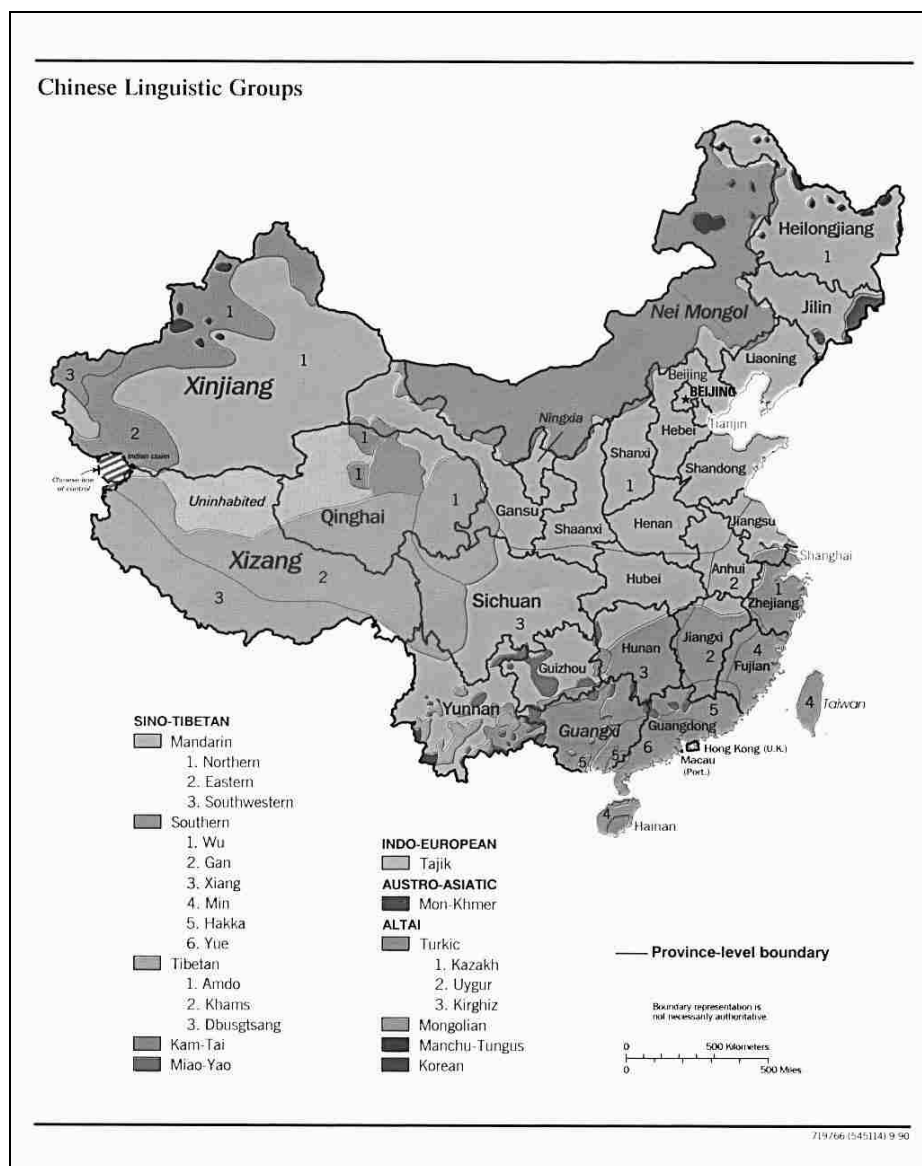 Chinese Linguistic Groups
Heilongjiang
1
Jilin
Nei Mongol
Liaoning
1
3
Xinjiang
1
Beijing
BEIJING
Tianjin
Ningxia
Hebei
2
Indian claim
Chinese line
of control
1
1
Shanxi
1
Shandong
Uninhabited
Qinghai
1
Gansu
Shaanxi
Henan
Jiangsu
Xizang
2
3
Shanghai
Anhui
2
Hubei
1
Zhejiang
Sichuan
3
Hunan
3
Jiangxi
2
4
Fujian
Guizhou
Yunnan
Guangxi
Guangdong
5
6
6
5
4
Taiwan
Hong Kong (U.K.)
Macau
(Port.)
4
Hainan
SINO-TIBETAN
Mandarin
1. Northern
2. Eastern
3. Southwestern
Southern
1. Wu
2. Gan
3. Xiang
4. Min
5. Hakka
6. Yue
Tibetan
1. Amdo
2. Khams
3. Dbusgtsang
Kam-Tai
Miao-Yao
INDO-EUROPEAN
Tajik
AUSTRO-ASIATIC
Mon-Khmer
ALTAI
Turkic
1. Kazakh
2. Uygur
3. Kirghiz
Mongolian
Manchu-Tungus
Korean
Province-level boundary
Boundary representation is
not necessarily authoritative.
0 500 Kilometers
0 500 Miles
719766 (545114) 9-90